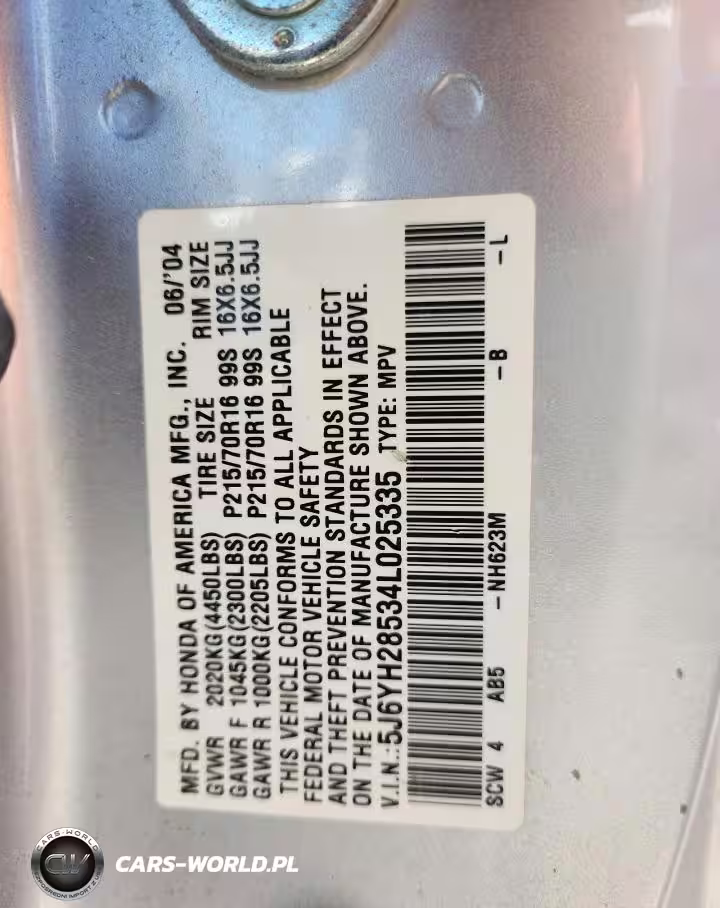 MFD. BY HONDA OF AMERICA MFG., INC. 06/'04
GVWR 2020KG(4450LBS) TIRE SIZE RIM SIZE
GAWR F 1045KG(2300LBS) P215/70R16 99S 16X6.5JJ
GAWR R 1000KG(2205LBS) P215/70R16 99S 16X6.5JJ
THIS VEHICLE CONFORMS TO ALL APPLICABLE
FEDERAL MOTOR VEHICLE SAFETY
AND THEFT PREVENTION STANDARDS IN EFFECT
ON THE DATE OF MANUFACTURE SHOWN ABOVE.
V.I.N.:5J6YH28534L025335 TYPE: MPV
SCW 4 AB5 -NH623M -B -L
CARS-WORLD
CW
CARS-WORLD.PL